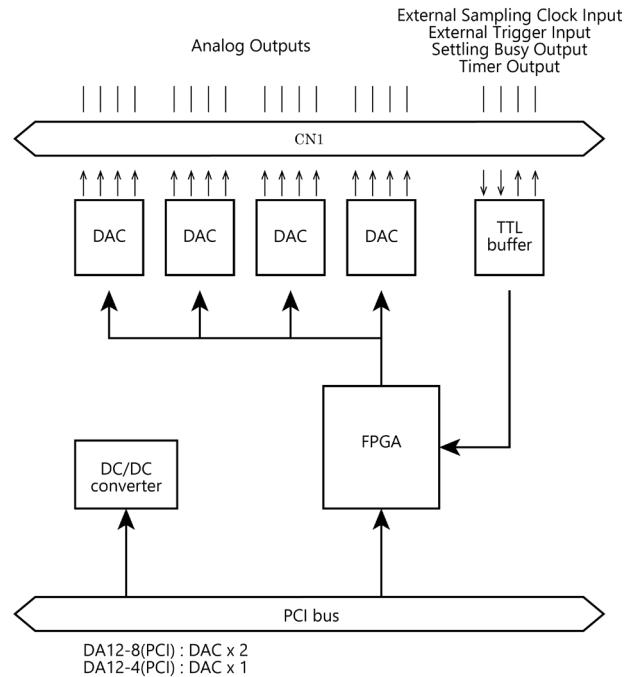 External Sampling Clock Input
External Trigger Input
Analog Outputs
Settling Busy Output
Timer Output
CN1
DAC
DAC
DAC
DAC
TTL
buffer
FPGA
DC/DC
converter
PCI bus
DA12-8(PCI) : DAC x 2
DA12-4(PCI) : DAC x 1